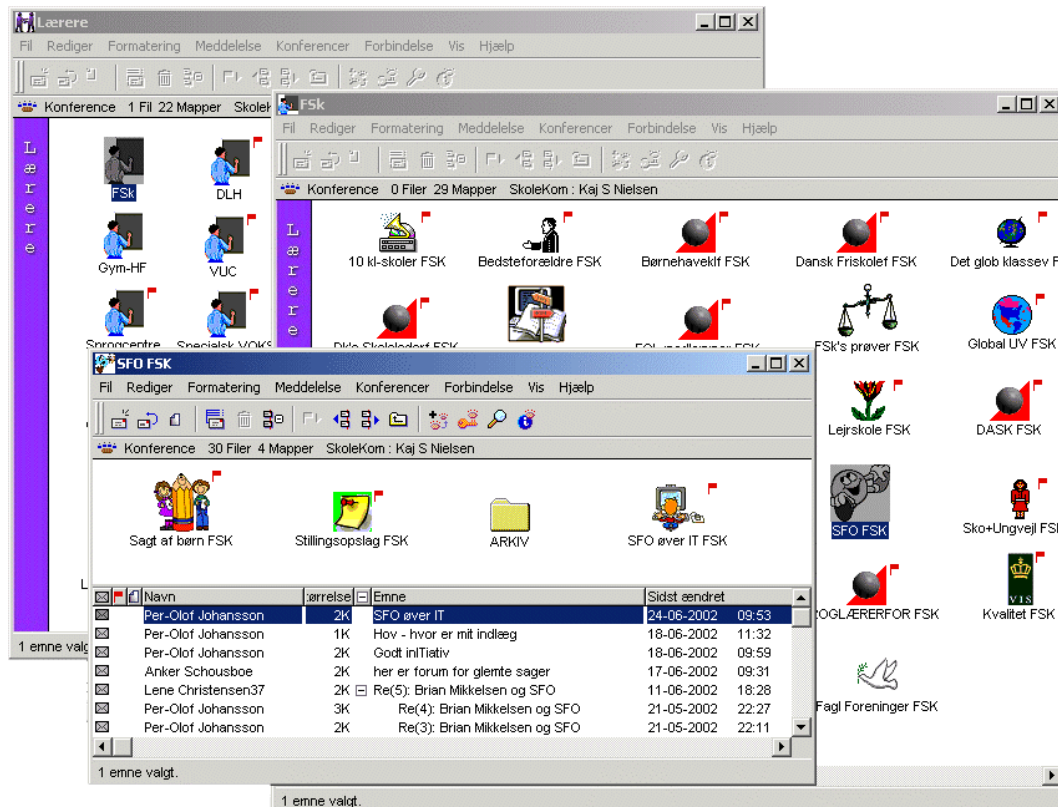 Lærere
Fil Rediger Formatering Meddelelse Konferencer Forbindelse Vis Hjælp
Konference 1 Fil 22 Mapper
Lærere
FSk
DLH
Gym-HF
VUC
Sprogcentre
1 emne
FSk
Fil Rediger Formatering Meddelelse Konferencer Forbindelse Vis Hjælp
Konference 0 Filer 29 Mapper SkoleKom : Kaj S Nielsen
Lærere
10 kl-skoler FSK
Bedsteforældre FSK
Børnehaveklf FSK
Dansk Friskolef FSK
Det glob klassev
FSk's prøver FSK
Global UV FSK
Lejrskole FSK
DASK FSK
SFO FSK
Sko+Ungvejl FSK
FSK
VIS
Kvalitet FSK
Fagl Foreninger FSK
1 emne valgt.
SFO FSK
Fil Rediger Formatering Meddelelse Konferencer Forbindelse Vis Hjælp
Konference 30 Filer 4 Mapper SkoleKom : Kaj S Nielsen
Sagt af børn FSK
Stillingsopslag FSK
ARKIV
SFO øver IT FSK
Navn Emne Sidst ændret
Per-Olof Johansson 2K SFO øver IT 24-06-2002 09:53
Per-Olof Johansson 1K Hov - hvor er mit indlæg 18-06-2002 11:32
Per-Olof Johansson 2K Godt inITiativ 18-06-2002 09:59
Anker Schousboe 2K her er forum for glemte sager 17-06-2002 09:31
Lene Christensen37 2K Re(5): Brian Mikkelsen og SFO 11-06-2002 18:28
Per-Olof Johansson 3K Re(4): Brian Mikkelsen og SFO 21-05-2002 22:27
Per-Olof Johansson 2K Re(3): Brian Mikkelsen og SFO 21-05-2002 22:11
1 emne valgt.